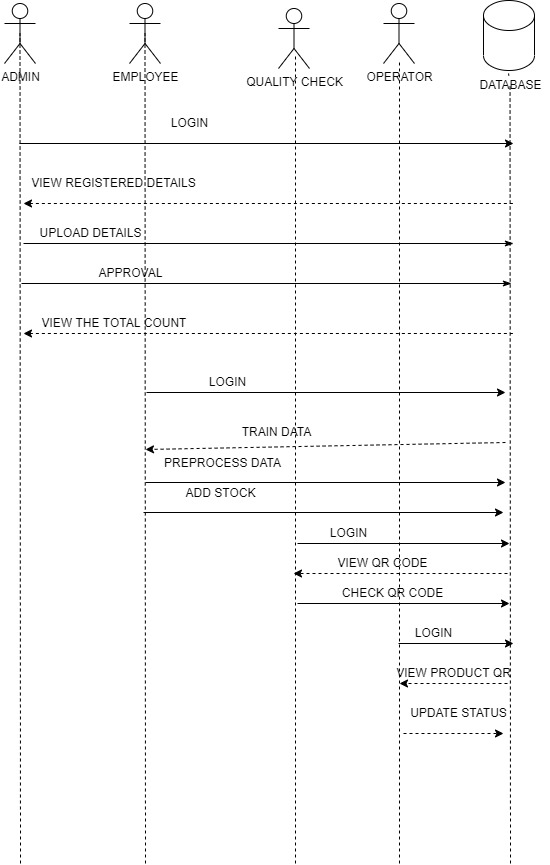 ADMIN
EMPLOYEE
QUALITY CHECK
OPERATOR
DATABASE
LOGIN
VIEW REGISTERED DETAILS
UPLOAD DETAILS
APPROVAL
VIEW THE TOTAL COUNT
LOGIN
TRAIN DATA
PREPROCESS DATA
ADD STOCK
LOGIN
VIEW QR CODE
CHECK QR CODE
LOGIN
VIEW PRODUCT QR
UPDATE STATUS